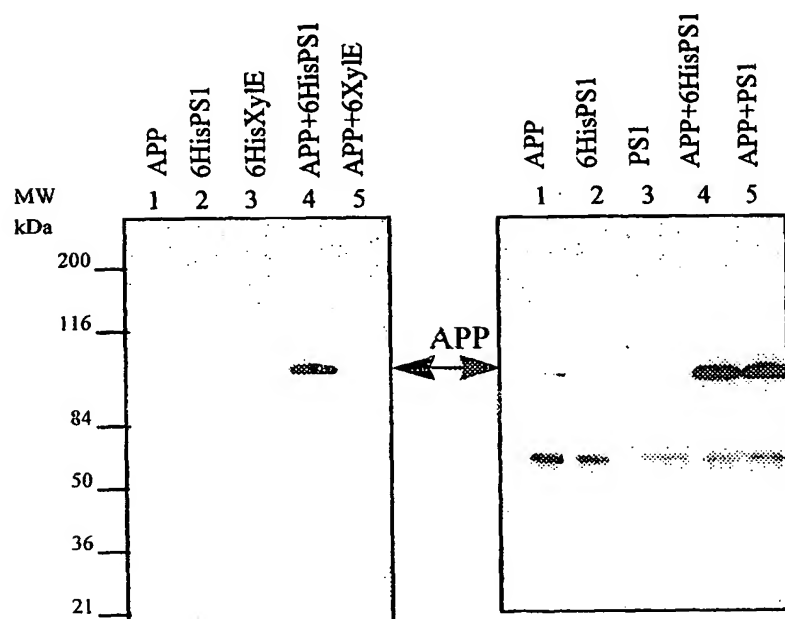 APP
6HisPS1
6HisXylE
APP+6HisPS1
APP+6XylE
1 2 3 4 5
MW
kDa
200
116
84
50
36
21
APP
APP
6HisPS1
PS1
APP+6HisPS1
APP+PS1
1 2 3 4 5